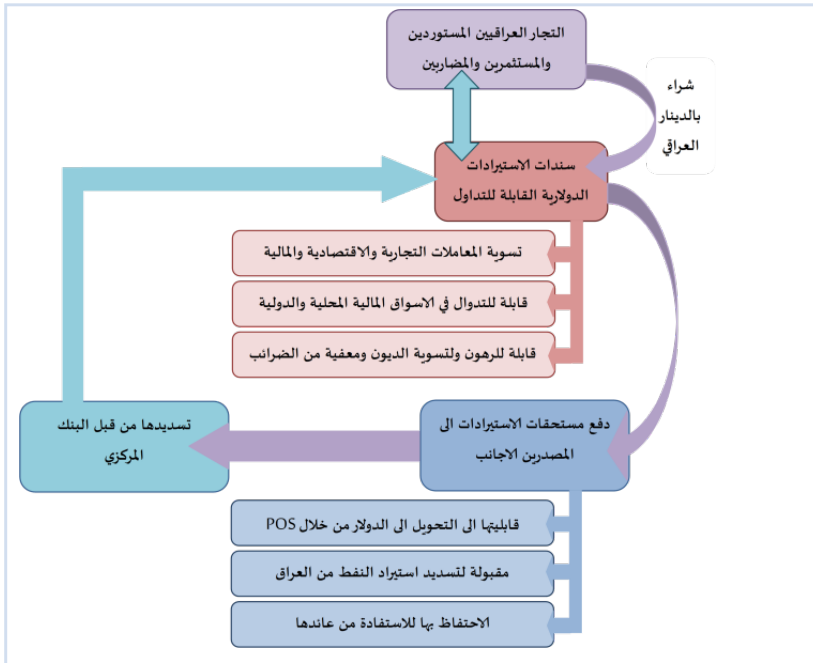 التجار العراقيين المستوردين
والمستثمرين والمضاربين
شراء
بالدينار
العراقي
سندات الاستيرادات
الدولارية القابلة للتداول
تسوية المعاملات التجارية والاقتصادية والمالية
قابلة للتدوال في الاسواق المالية المحلية والدولية
قابلة للرهون ولتسوية الديون ومعفية من الضرائب
دفع مستحقات الاستيرادات الى
المصدرين الاجانب
تسديدها من قبل البنك
المركزي
قابليتها الى التحويل الى الدولار من خلال POS
مقبولة لتسديد استيراد النفط من العراق
الاحتفاظ بها للاستفادة من عائدها